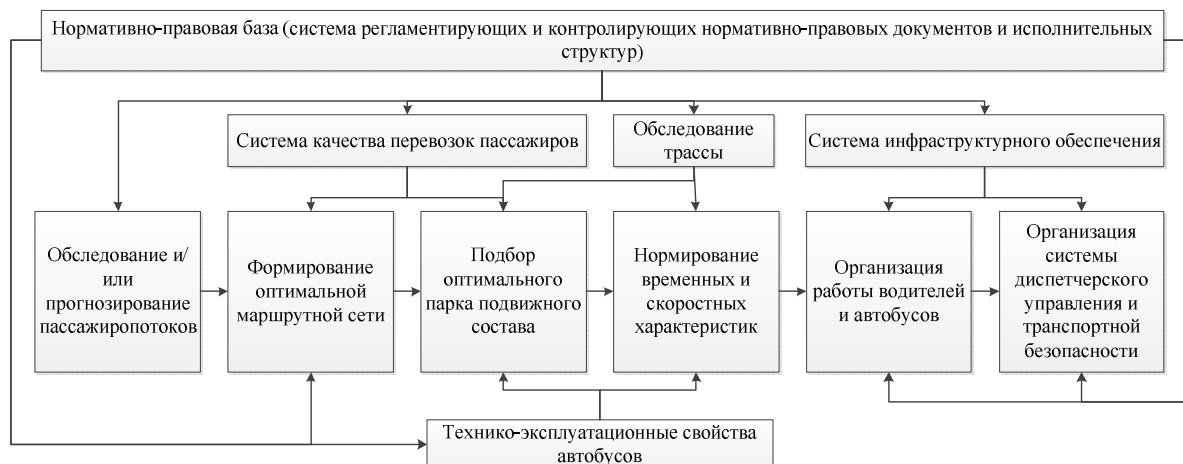 Нормативно-правовая база (система регламентирующих и контролирующих нормативно-правовых документов и исполнительных
структур)
Система качества перевозок пассажиров
Обследование
трассы
Система инфраструктурного обеспечения
Обследование и/
или
прогнозирование
пассажиропотоков
Формирование
оптимальной
маршрутной сети
Подбор
оптимального
парка подвижного
состава
Нормирование
временных и
скоростных
характеристик
Организация
работы водителей
и автобусов
Организация
системы
диспетчерского
управления и
транспортной
безопасности
Технико-эксплуатационные свойства
автобусов